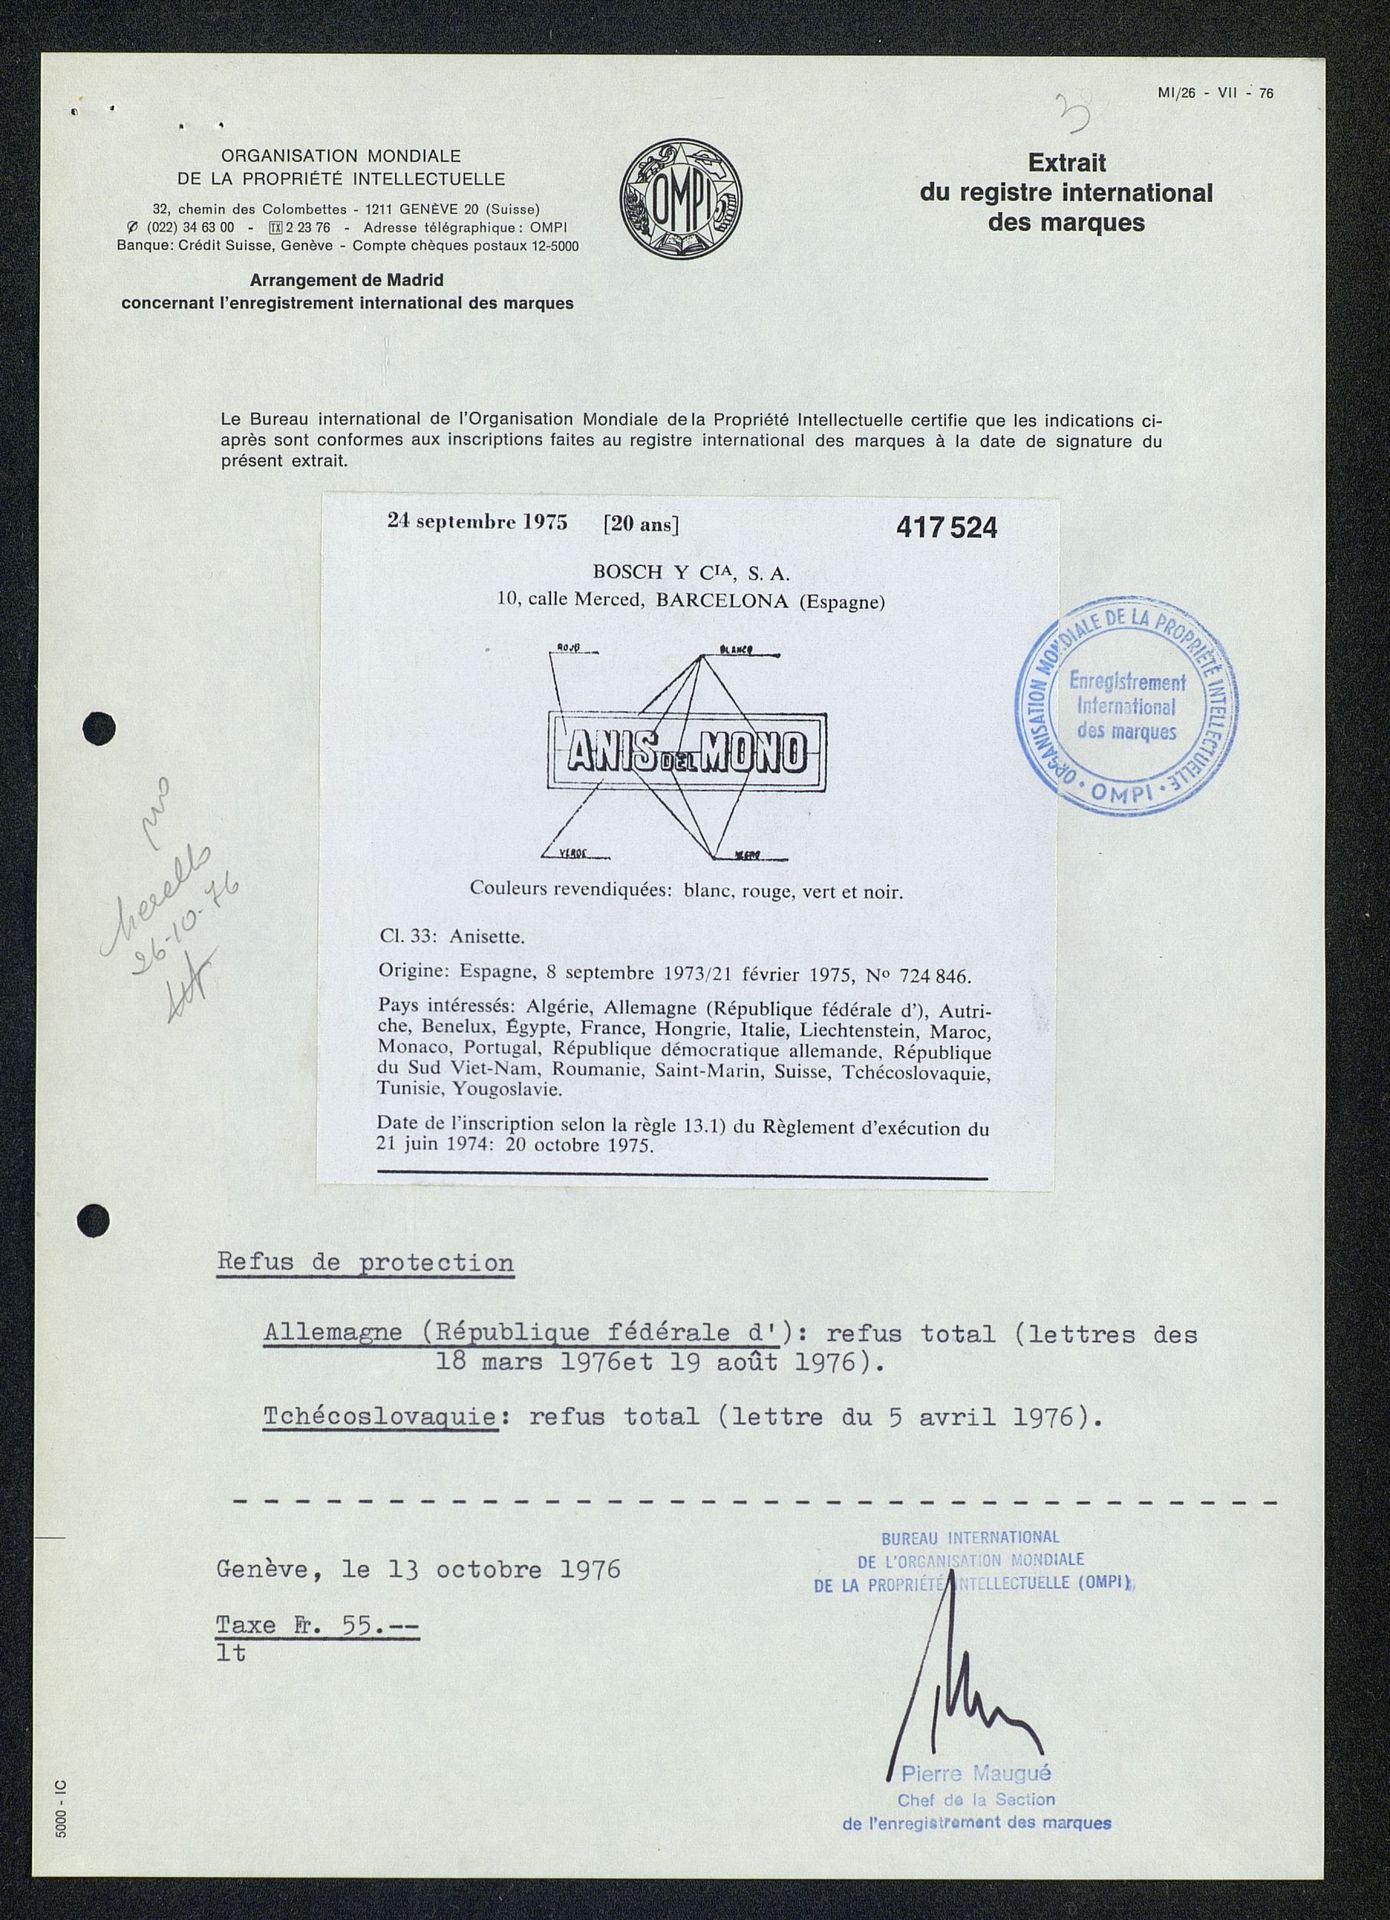 MI/26 - VII - 76
ORGANISATION MONDIALE
DE LA PROPRIÉTÉ INTELLECTUELLE
32, chemin des Colombettes - 1211 GENÈVE 20 (Suisse)
(022) 34 63 00 - TX 2 23 76 - Adresse télégraphique: OMPI
Banque: Crédit Suisse, Genève - Compte chèques postaux 12-5000
Arrangement de Madrid
concernant l'enregistrement international des marques
OMPI
3
Extrait
du registre international
des marques
Le Bureau international de l'Organisation Mondiale de la Propriété Intellectuelle certifie que les indications ci-
après sont conformes aux inscriptions faites au registre international des marques à la date de signature du
présent extrait.
24 septembre 1975 [20 ans] 417 524
BOSCH Y CIA, S. A.
10, calle Merced, BARCELONA (Espagne)
ROJO BLANCO
ANIS DEL MONO
VERDE NEGRO
Couleurs revendiquées: blanc, rouge, vert et noir.
Cl. 33: Anisette.
Origine: Espagne, 8 septembre 1973/21 février 1975, No 724 846.
Pays intéressés: Algérie, Allemagne (République fédérale d'), Autri-
che, Benelux, Égypte, France, Hongrie, Italie, Liechtenstein, Maroc,
Monaco, Portugal, République démocratique allemande, République
du Sud Viet-Nam, Roumanie, Saint-Marin, Suisse, Tchécoslovaquie,
Tunisie, Yougoslavie.
Date de l'inscription selon la règle 13.1) du Règlement d'exécution du
21 juin 1974: 20 octobre 1975.
ORGANISATION MONDIALE DE LA PROPRIÉTÉ INTELLECTUELLE
• OMPI •
Enregistrement
International
des marques
26-10-76
Refus de protection
Allemagne (République fédérale d'): refus total (lettres des
18 mars 1976et 19 août 1976).
Tchécoslovaquie: refus total (lettre du 5 avril 1976).
Genève, le 13 octobre 1976
Taxe Fr. 55.--
lt
BUREAU INTERNATIONAL
DE L'ORGANISATION MONDIALE
DE LA PROPRIÉTÉ INTELLECTUELLE (OMPI)
Pierre Maugué
Chef de la Section
de l'enregistrement des marques
5000 - IC